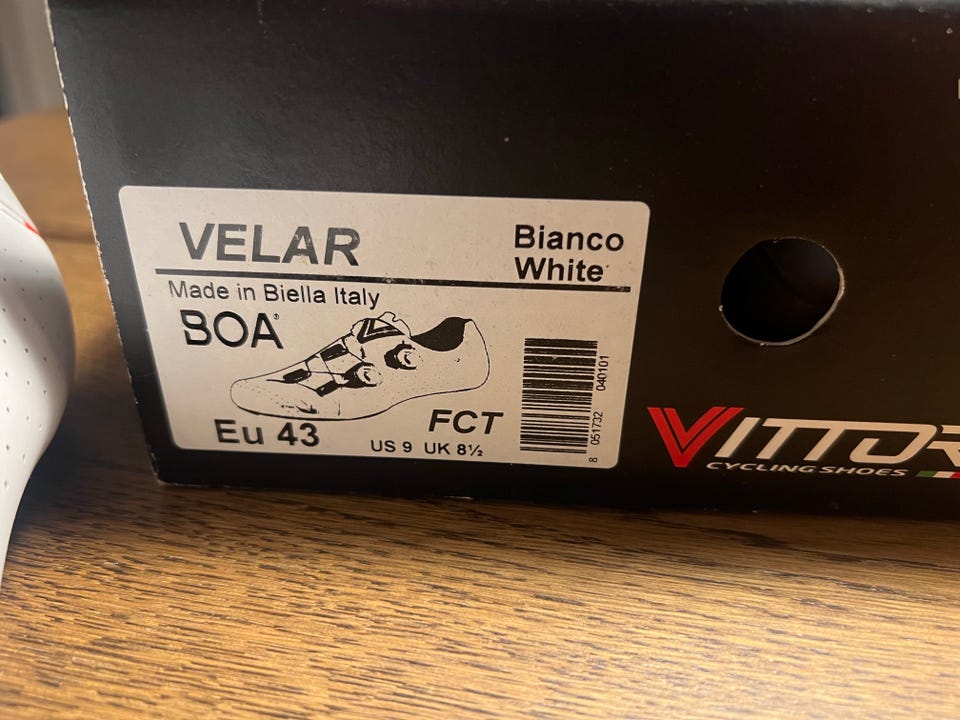 VELAR
Bianco
White
Made in Biella Italy
BOA®
FCT
Eu 43
US 9 UK 8½
8 051732 040101
VITTOR
CYCLING SHOES